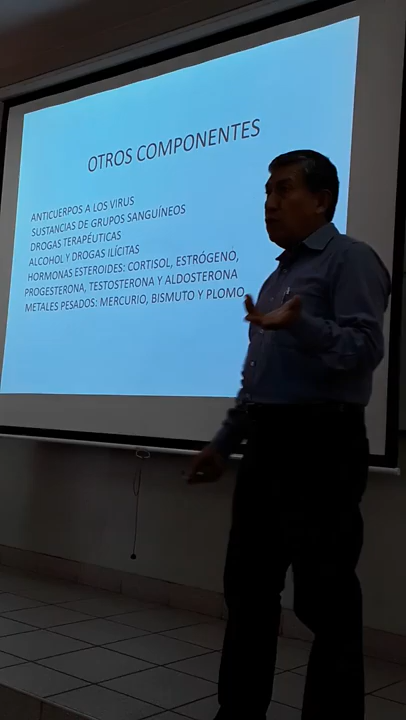 OTROS COMPONENTES
ANTICUERPOS A LOS VIRUS
SUSTANCIAS DE GRUPOS SANGUÍNEOS
DROGAS TERAPÉUTICAS
ALCOHOL Y DROGAS ILÍCITAS
HORMONAS ESTEROIDES: CORTISOL, ESTRÓGENO,
PROGESTERONA, TESTOSTERONA Y ALDOSTERONA
METALES PESADOS: MERCURIO, BISMUTO Y PLOMO